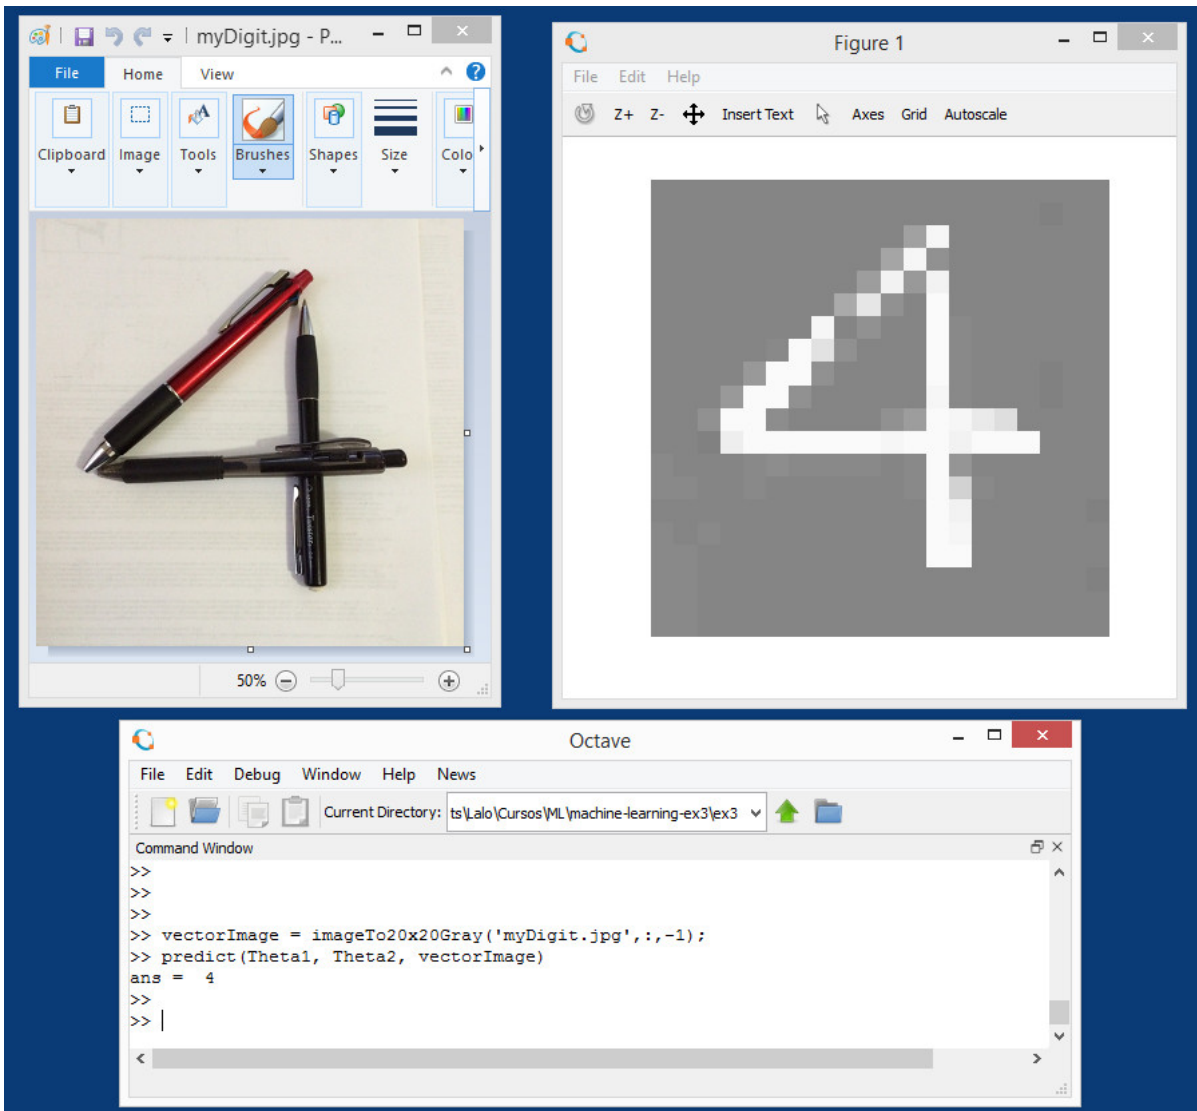 myDigit.jpg - P...
File Home View
Clipboard Image Tools Brushes Shapes Size Colo
50%
Figure 1
File Edit Help
Z+ Z- Insert Text Axes Grid Autoscale
Octave
File Edit Debug Window Help News
Current Directory: ts\Lalo\Cursos\ML\machine-learning-ex3\ex3
Command Window
>>
>>
>>
>> vectorImage = imageTo20x20Gray('myDigit.jpg',:,-1);
>> predict(Theta1, Theta2, vectorImage)
ans = 4
>>
>>